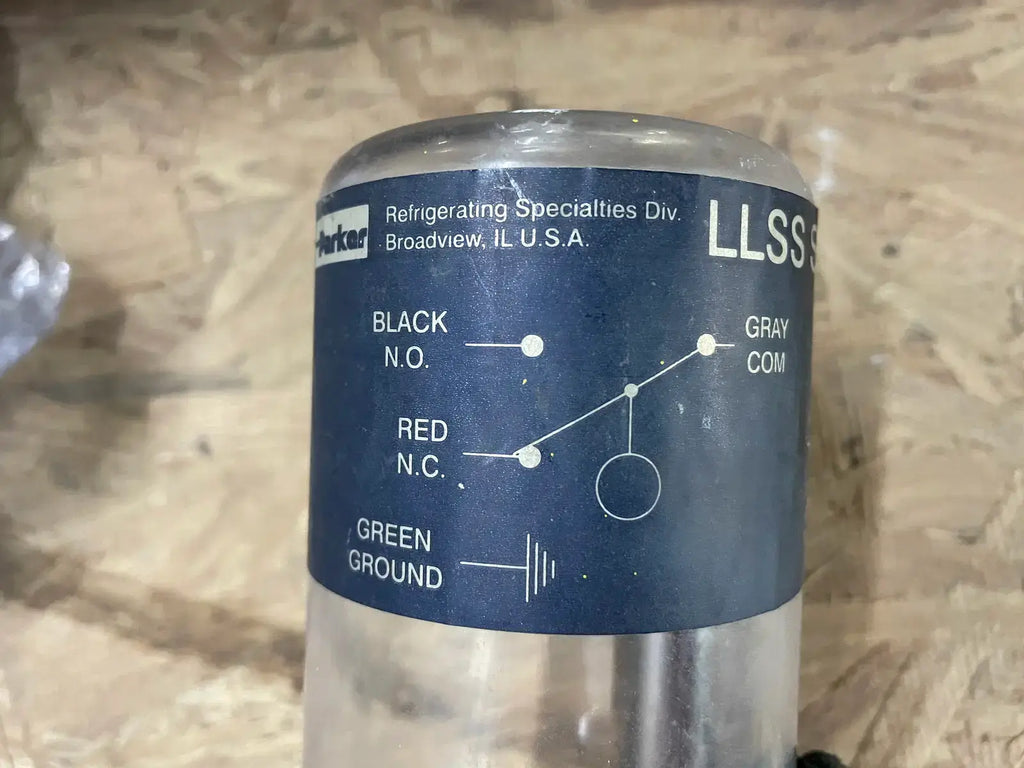 Parker
Refrigerating Specialties Div.
Broadview, IL U.S.A.
LLSS
BLACK
N.O.
GRAY
COM
RED
N.C.
GREEN
GROUND